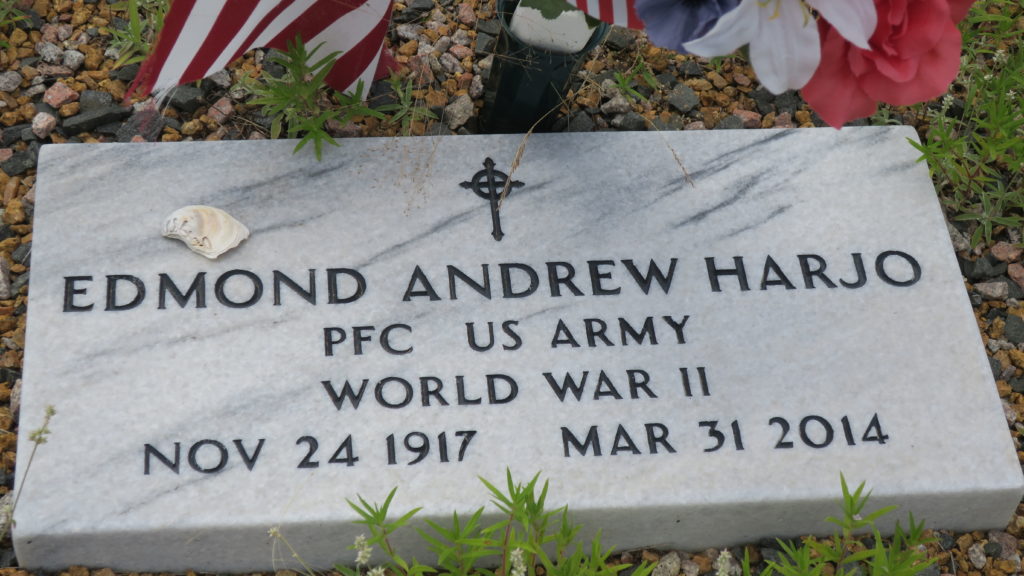 EDMOND ANDREW HARJO
PFC US ARMY
WORLD WAR II
NOV 24 1917 MAR 31 2014